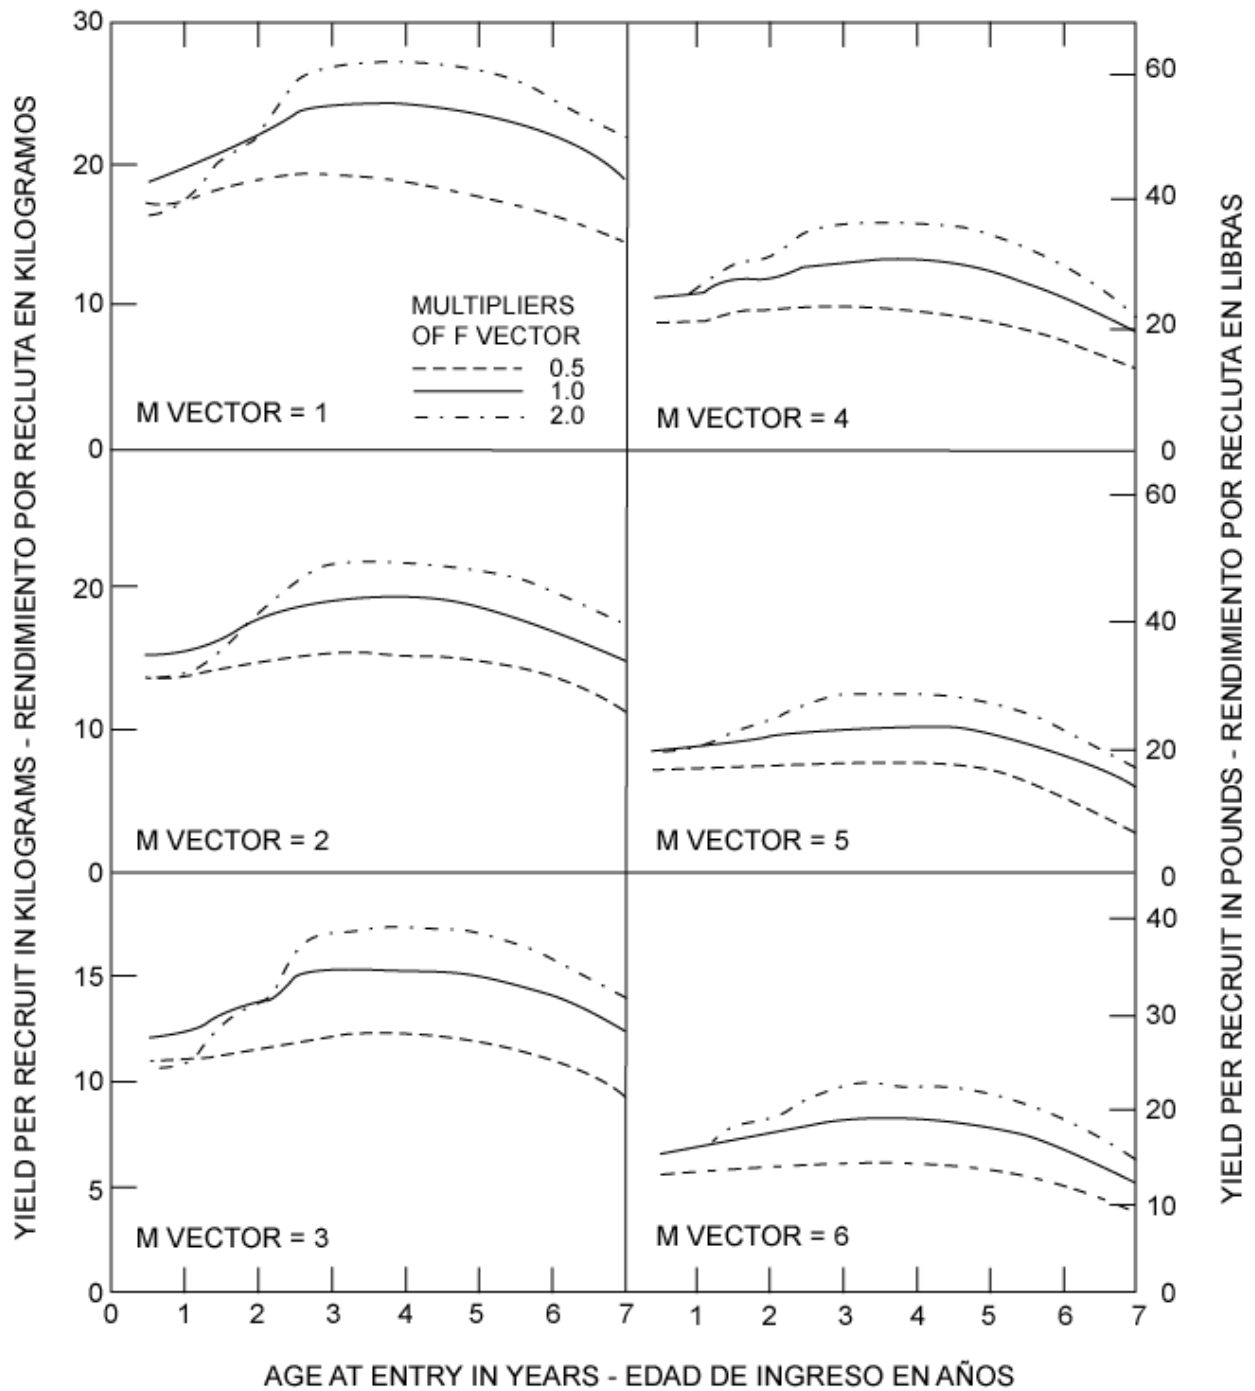 YIELD PER RECRUIT IN KILOGRAMS - RENDIMIENTO POR RECLUTA EN KILOGRAMOS
30
20
10
0
20
10
0
15
10
5
0
MULTIPLIERS
OF F VECTOR
0.5
1.0
2.0
M VECTOR = 1
M VECTOR = 2
M VECTOR = 3
M VECTOR = 4
M VECTOR = 5
M VECTOR = 6
60
40
20
0
60
40
20
0
40
30
20
10
0
YIELD PER RECRUIT IN POUNDS - RENDIMIENTO POR RECLUTA EN LIBRAS
0 1 2 3 4 5 6 7 1 2 3 4 5 6 7
AGE AT ENTRY IN YEARS - EDAD DE INGRESO EN AÑOS